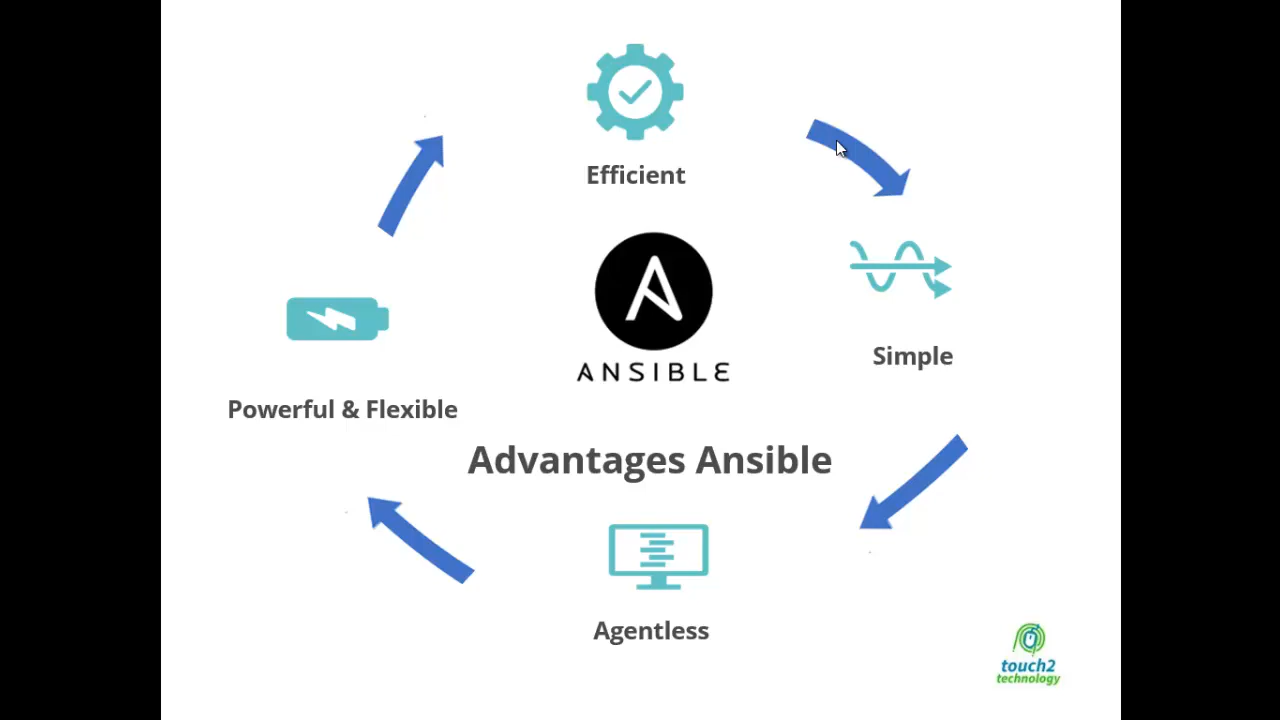 Efficient
ANSIBLE
Simple
Powerful & Flexible
Advantages Ansible
Agentless
touch2
technology